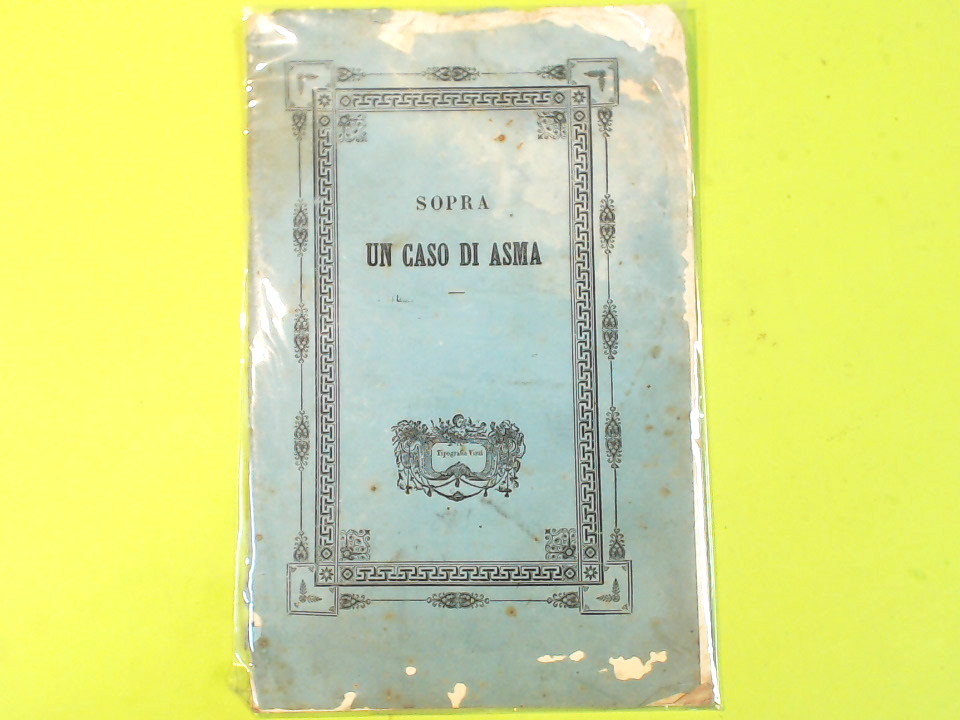 SOPRA
UN CASO DI ASMA
Tipografia Vicol